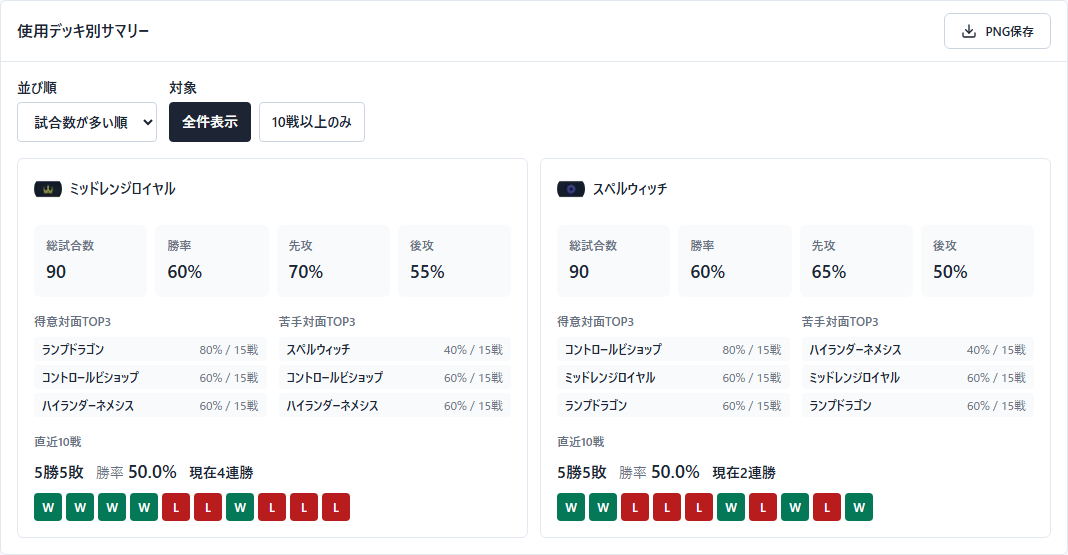 使用デッキ別サマリー
PNG保存
並び順
対象
試合数が多い順
全件表示
10戦以上のみ
ミッドレンジロイヤル
総試合数
勝率
先攻
後攻
90
60%
70%
55%
得意対面TOP3
苦手対面TOP3
ランプドラゴン 80% / 15戦
スペルウィッチ 40% / 15戦
コントロールビショップ 60% / 15戦
コントロールビショップ 60% / 15戦
ハイランダーネメシス 60% / 15戦
ハイランダーネメシス 60% / 15戦
直近10戦
5勝5敗 勝率 50.0% 現在4連勝
W W W W L L W L L L
スペルウィッチ
総試合数
勝率
先攻
後攻
90
60%
65%
50%
得意対面TOP3
苦手対面TOP3
コントロールビショップ 80% / 15戦
ハイランダーネメシス 40% / 15戦
ミッドレンジロイヤル 60% / 15戦
ミッドレンジロイヤル 60% / 15戦
ランプドラゴン 60% / 15戦
ランプドラゴン 60% / 15戦
直近10戦
5勝5敗 勝率 50.0% 現在2連勝
W W L L L W L W L W